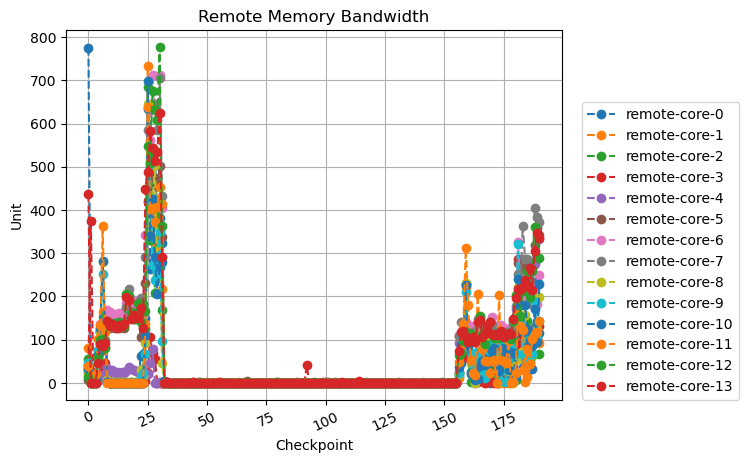 Remote Memory Bandwidth
800
700
600
500
400
300
200
100
0
Unit
0
25
50
75
100
125
150
175
Checkpoint
remote-core-0
remote-core-1
remote-core-2
remote-core-3
remote-core-4
remote-core-5
remote-core-6
remote-core-7
remote-core-8
remote-core-9
remote-core-10
remote-core-11
remote-core-12
remote-core-13